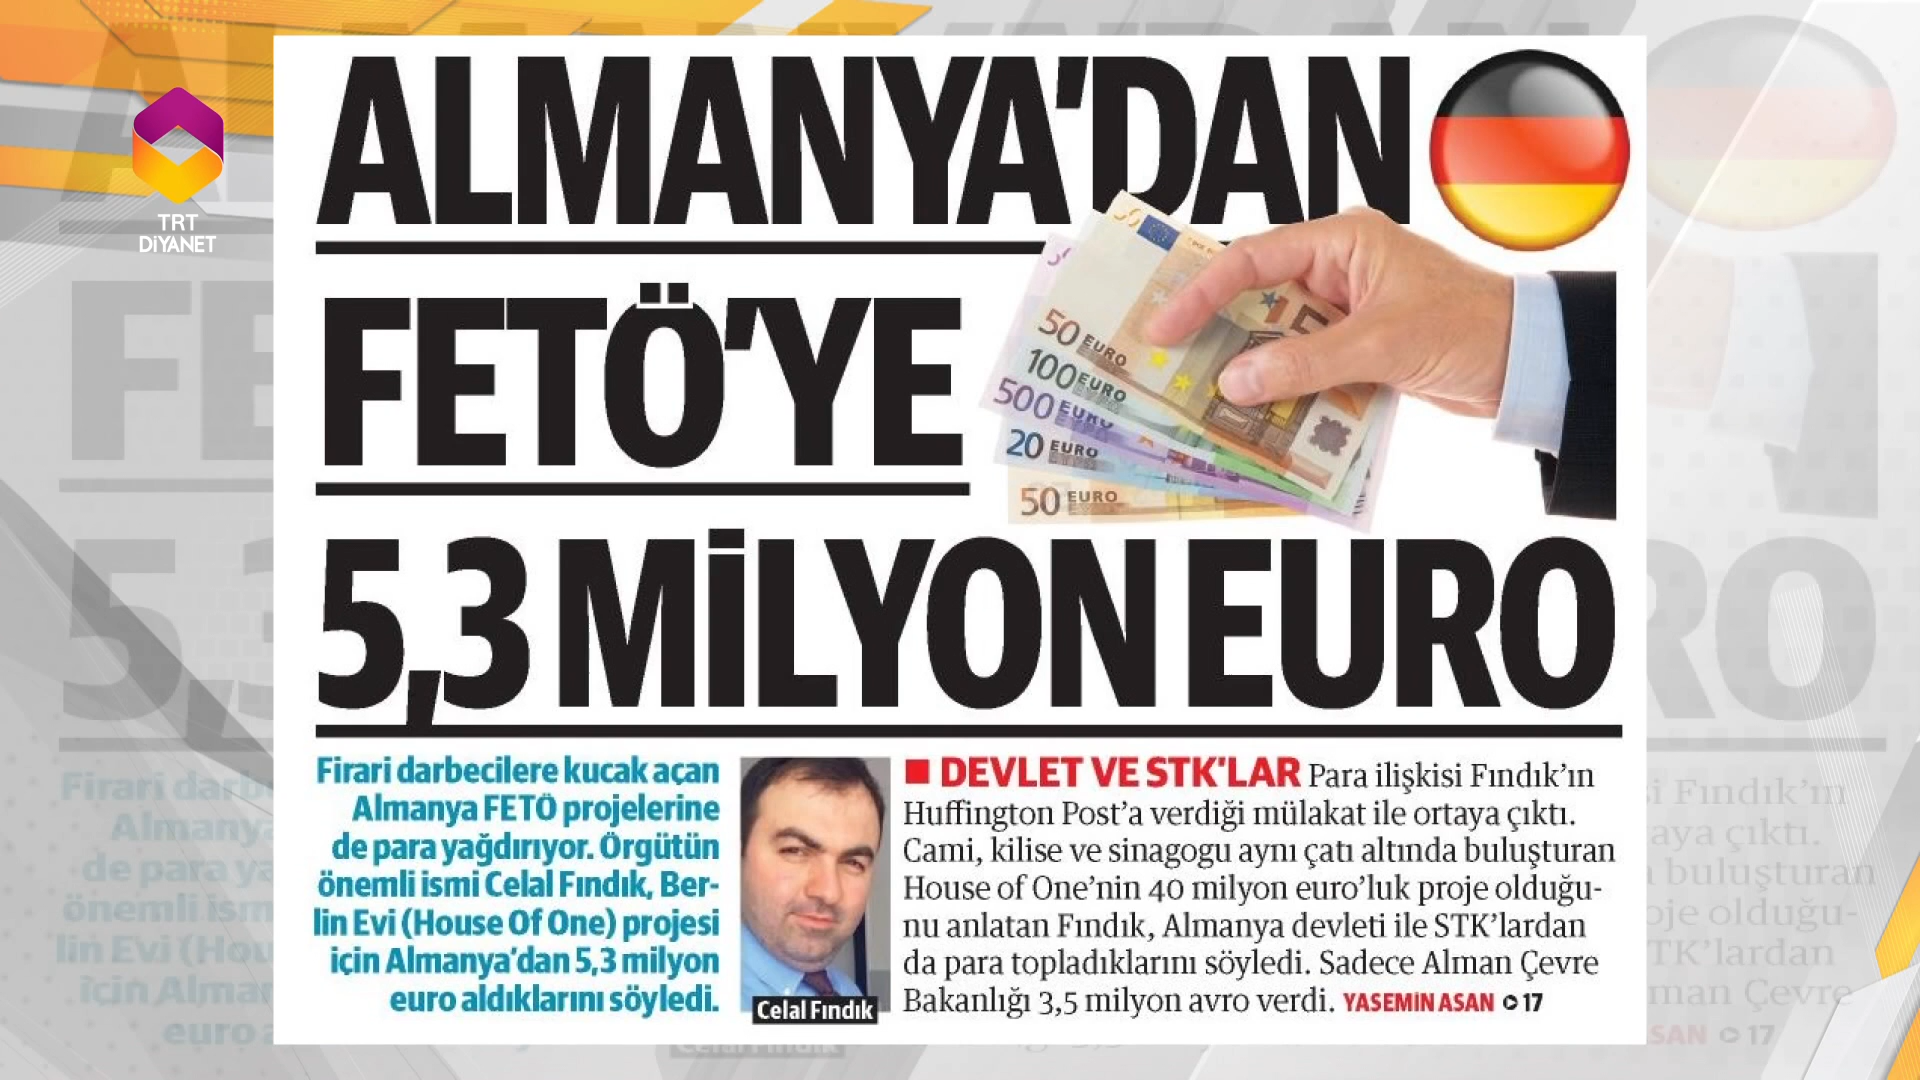 TRT
DİYANET
ALMANYA'DAN
FETÖ'YE
5,3 MİLYON EURO
50 EURO
100 EURO
500 EURO
20 EURO
50 EURO
Firari darbecilere kucak açan
Almanya FETÖ projelerine
de para yağdırıyor. Örgütün
önemli ismi Celal Fındık, Ber-
lin Evi (House Of One) projesi
için Almanya'dan 5,3 milyon
euro aldıklarını söyledi.
Celal Fındık
DEVLET VE STK'LAR Para ilişkisi Fındık'ın
Huffington Post'a verdiği mülakat ile ortaya çıktı.
Cami, kilise ve sinagogu aynı çatı altında buluşturan
House of One'nin 40 milyon euro'luk proje olduğu-
nu anlatan Fındık, Almanya devleti ile STK'lardan
da para topladıklarını söyledi. Sadece Alman Çevre
Bakanlığı 3,5 milyon avro verdi. YASEMİN ASAN 17